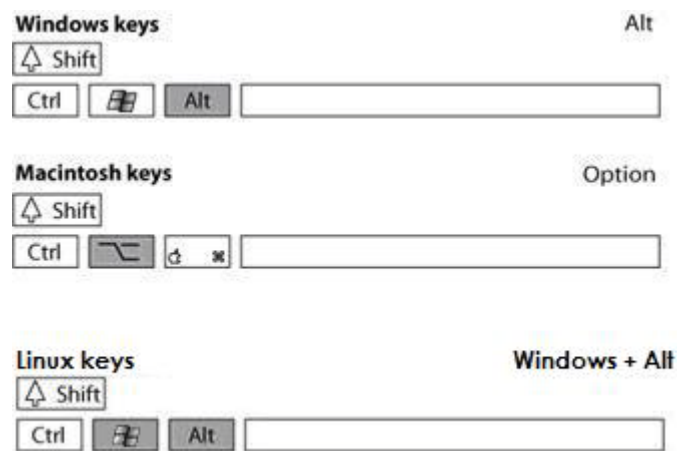 Windows keys Alt
Shift
Ctrl Alt
Macintosh keys Option
Shift
Ctrl ⌥ ⌘
Linux keys Windows + Alt
Shift
Ctrl Alt